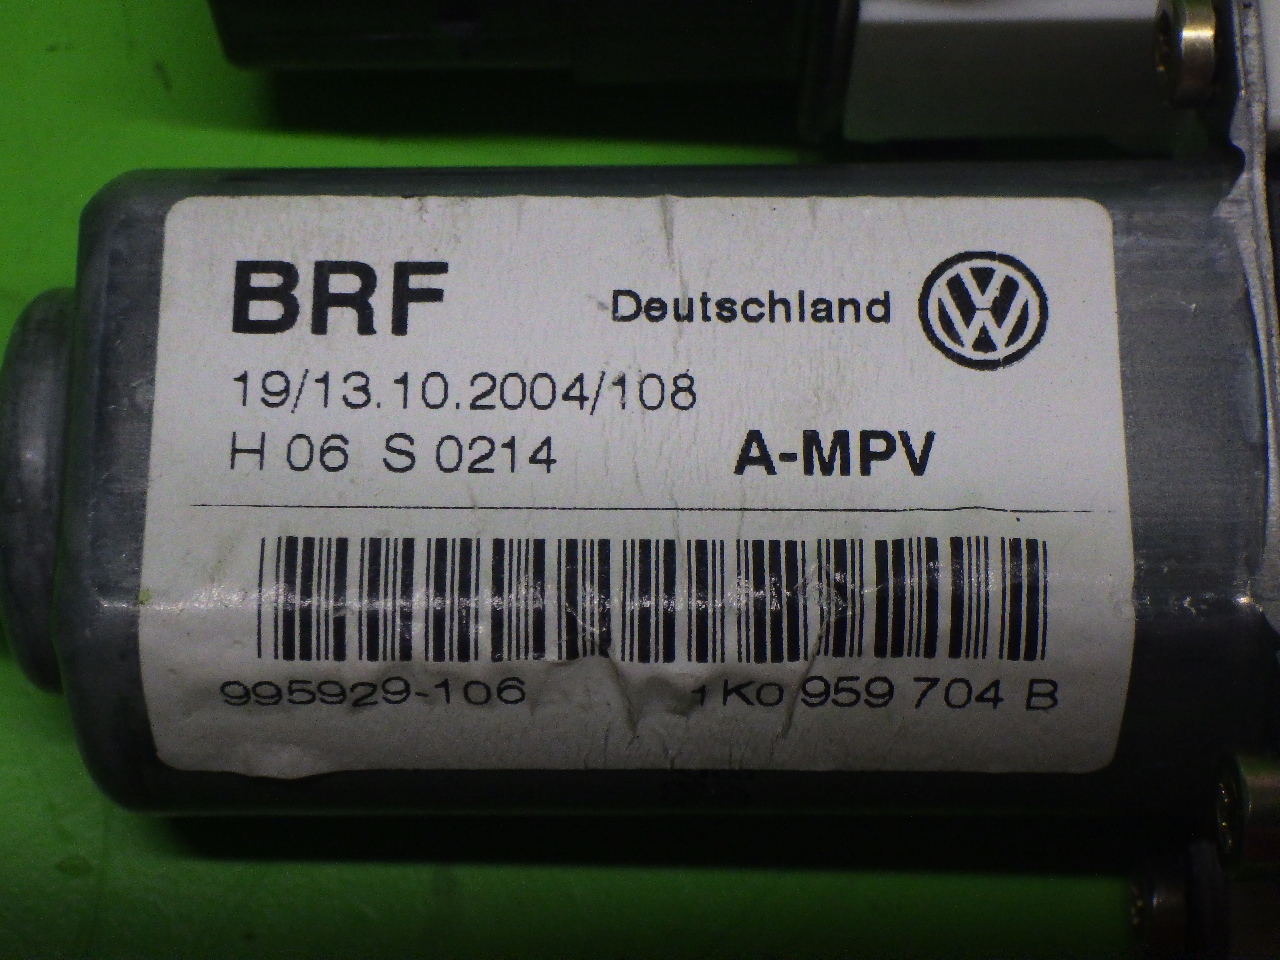 BRF Deutschland
19/13.10.2004/108
H 06 S 0214 A-MPV
995929-106 1K0 959 704 B